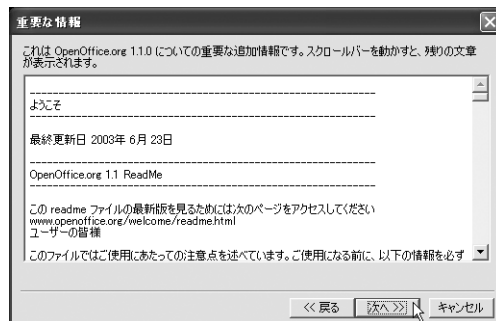 重要な情報
これは OpenOffice.org 1.1.0 についての重要な追加情報です。スクロールバーを動かすと、残りの文章
が表示されます。
ようこそ
最終更新日 2003年 6月 23日
OpenOffice.org 1.1 ReadMe
この readme ファイルの最新版を見るためには次のページをアクセスしてください
www.openoffice.org/welcome/readme.html
ユーザーの皆様
このファイルではご使用にあたっての注意点を述べています。ご使用になる前に、以下の情報を必ず
<< 戻る 次へ >> キャンセル